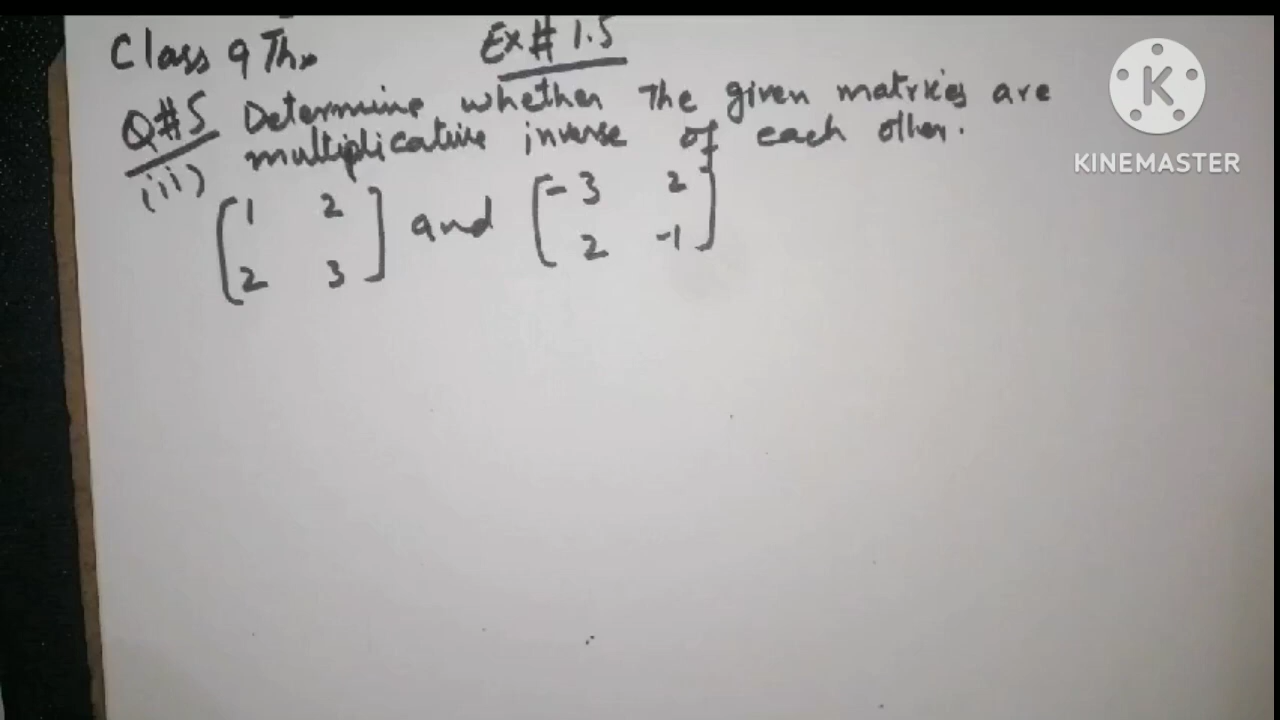 Class 9Th.
Ex# 1.5
Q#5 Determine whether The given matrices are
multiplicative inverse of each other.
(ii)
[1 2
2 3] and [-3 2
2 -1]
K
KINEMASTER